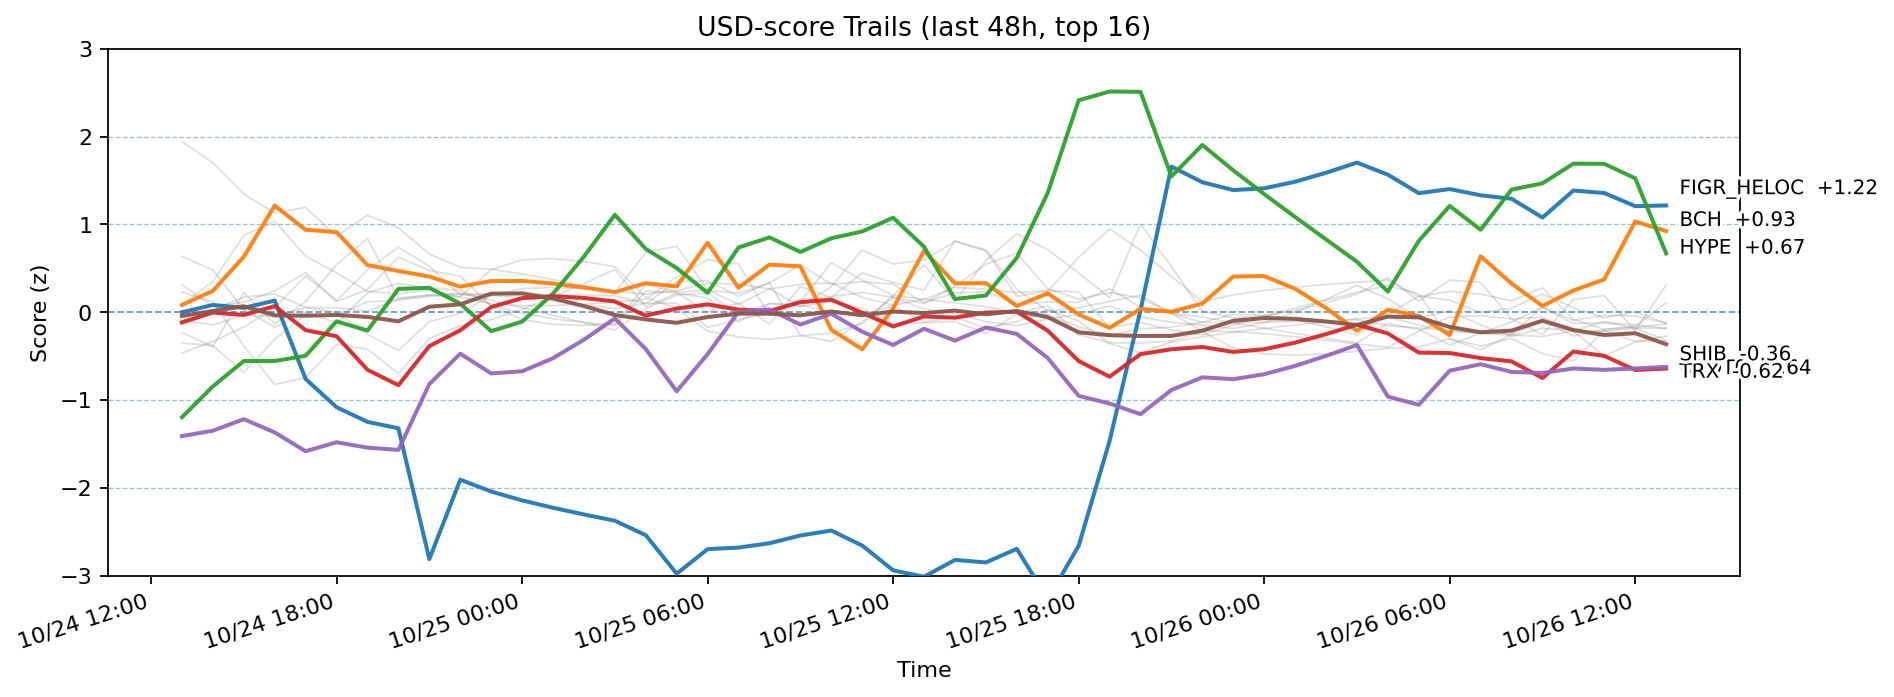 USD-score Trails (last 48h, top 16)
Score (z)
3
2
1
0
−1
−2
−3
FIGR_HELOC +1.22
BCH +0.93
HYPE +0.67
SHIB -0.36
TRX -0.62
10/24 12:00
10/24 18:00
10/25 00:00
10/25 06:00
10/25 12:00
10/25 18:00
10/26 00:00
10/26 06:00
10/26 12:00
Time